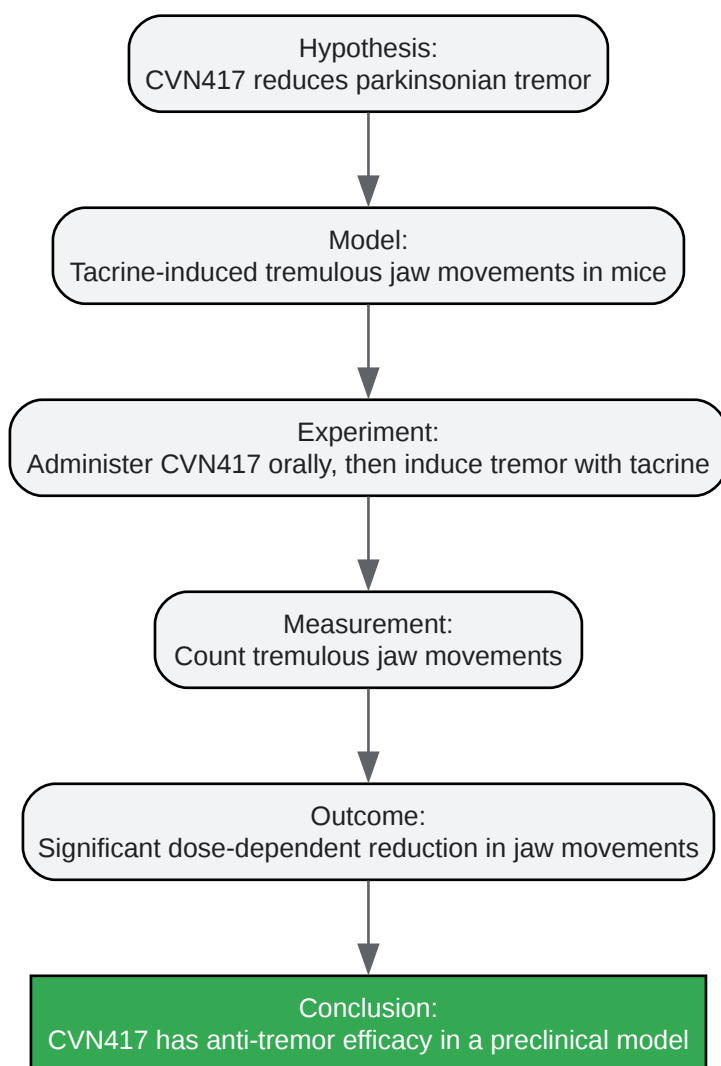 Hypothesis:
CVN417 reduces parkinsonian tremor
Model:
Tacrine-induced tremulous jaw movements in mice
Experiment:
Administer CVN417 orally, then induce tremor with tacrine
Measurement:
Count tremulous jaw movements
Outcome:
Significant dose-dependent reduction in jaw movements
Conclusion:
CVN417 has anti-tremor efficacy in a preclinical model